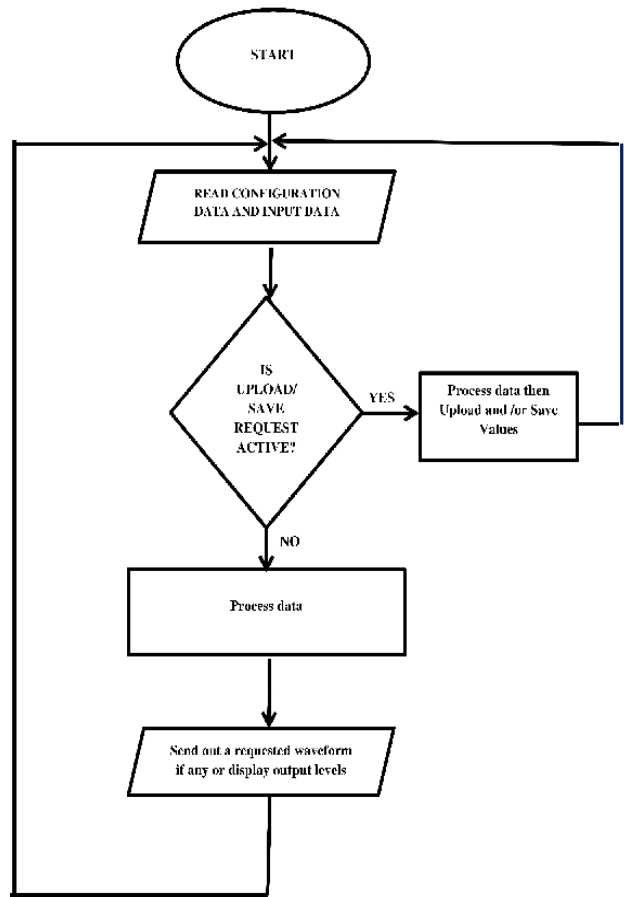 START
READ CONFIGURATION
DATA AND INPUT DATA
IS
UPLOAD/
SAVE
REQUEST
ACTIVE?
YES
Process data then
Upload and /or Save
Values
NO
Process data
Send out a requested waveform
if any or display output levels